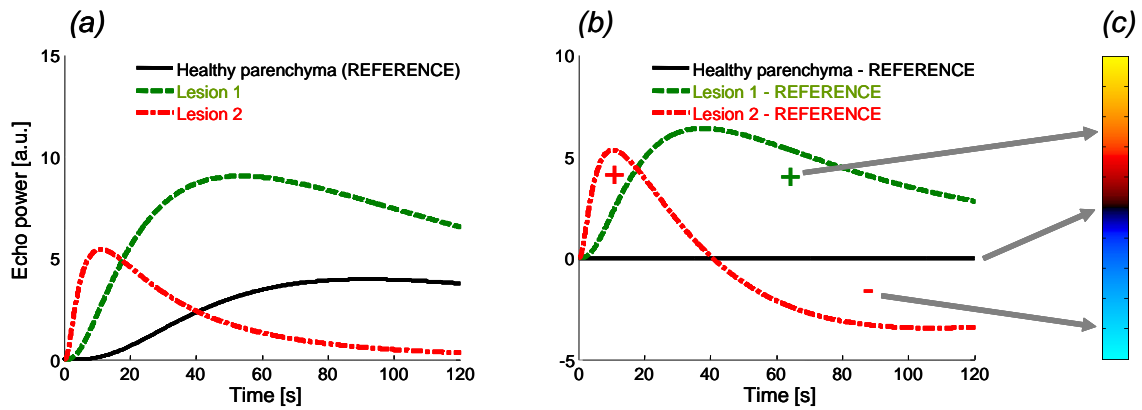 (a)
15
10
5
0
Echo power [a.u.]
Healthy parenchyma (REFERENCE)
Lesion 1
Lesion 2
0 20 40 60 80 100 120
Time [s]
(b)
10
5
0
-5
Healthy parenchyma - REFERENCE
Lesion 1 - REFERENCE
Lesion 2 - REFERENCE
+
+
-
0 20 40 60 80 100 120
Time [s]
(c)